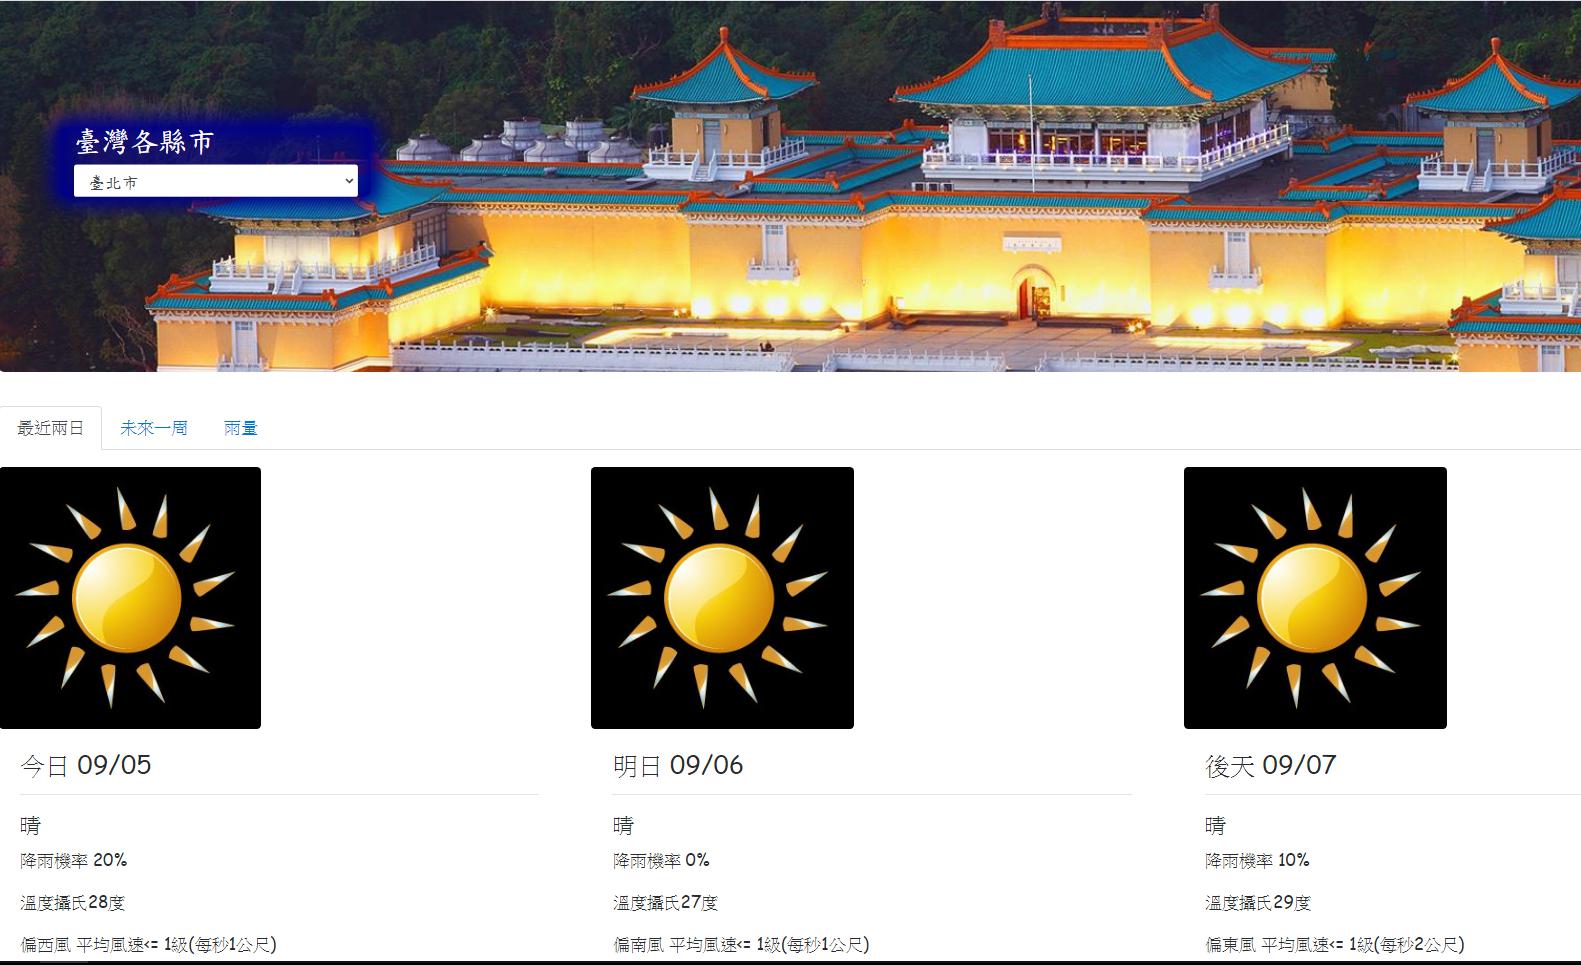 臺灣各縣市
臺北市
最近兩日 未來一周 雨量
今日 09/05
晴
降雨機率 20%
溫度攝氏28度
偏西風 平均風速<= 1級(每秒1公尺)
明日 09/06
晴
降雨機率 0%
溫度攝氏27度
偏南風 平均風速<= 1級(每秒1公尺)
後天 09/07
晴
降雨機率 10%
溫度攝氏29度
偏東風 平均風速<= 1級(每秒2公尺)